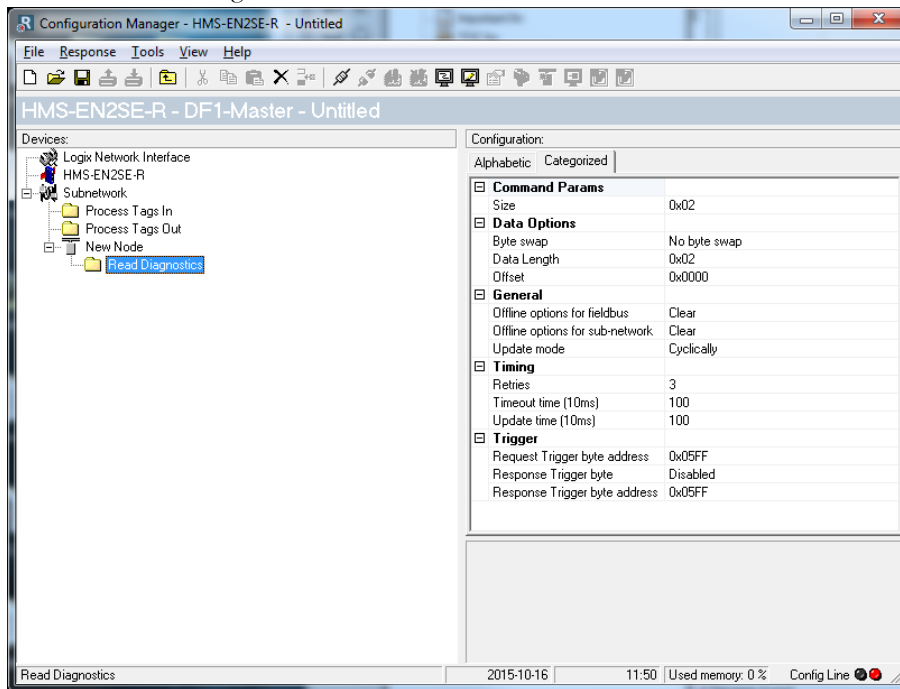 Configuration Manager - HMS-EN2SE-R - Untitled
File Response Tools View Help
HMS-EN2SE-R - DF1-Master - Untitled
Devices:
Logix Network Interface
HMS-EN2SE-R
Subnetwork
Process Tags In
Process Tags Out
New Node
Read Diagnostics
Configuration:
Alphabetic Categorized
Command Params
Size 0x02
Data Options
Byte swap No byte swap
Data Length 0x02
Offset 0x0000
General
Offline options for fieldbus Clear
Offline options for sub-network Clear
Update mode Cyclically
Timing
Retries 3
Timeout time (10ms) 100
Update time (10ms) 100
Trigger
Request Trigger byte address 0x05FF
Response Trigger byte Disabled
Response Trigger byte address 0x05FF
Read Diagnostics 2015-10-16 11:50 Used memory: 0 % Config Line